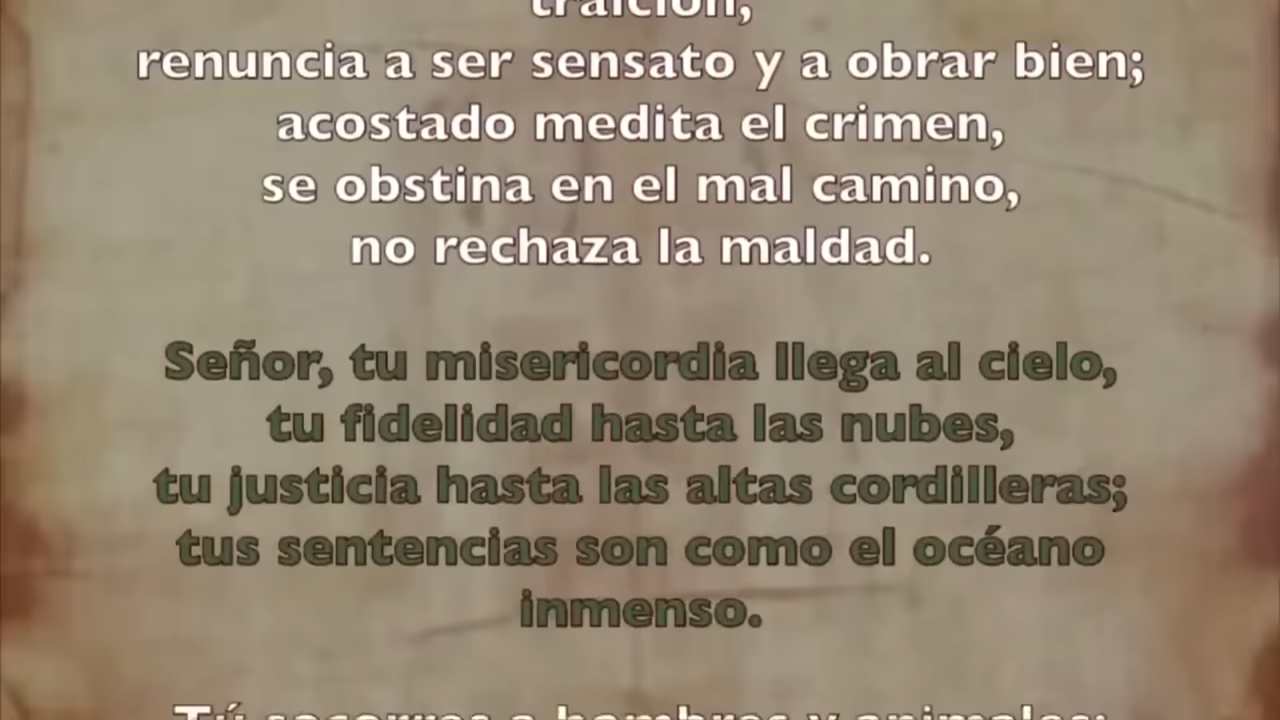 traición,
renuncia a ser sensato y a obrar bien;
acostado medita el crimen,
se obstina en el mal camino,
no rechaza la maldad.
Señor, tu misericordia llega al cielo,
tu fidelidad hasta las nubes,
tu justicia hasta las altas cordilleras;
tus sentencias son como el océano
inmenso.
Tú socorres a hombres y animales;